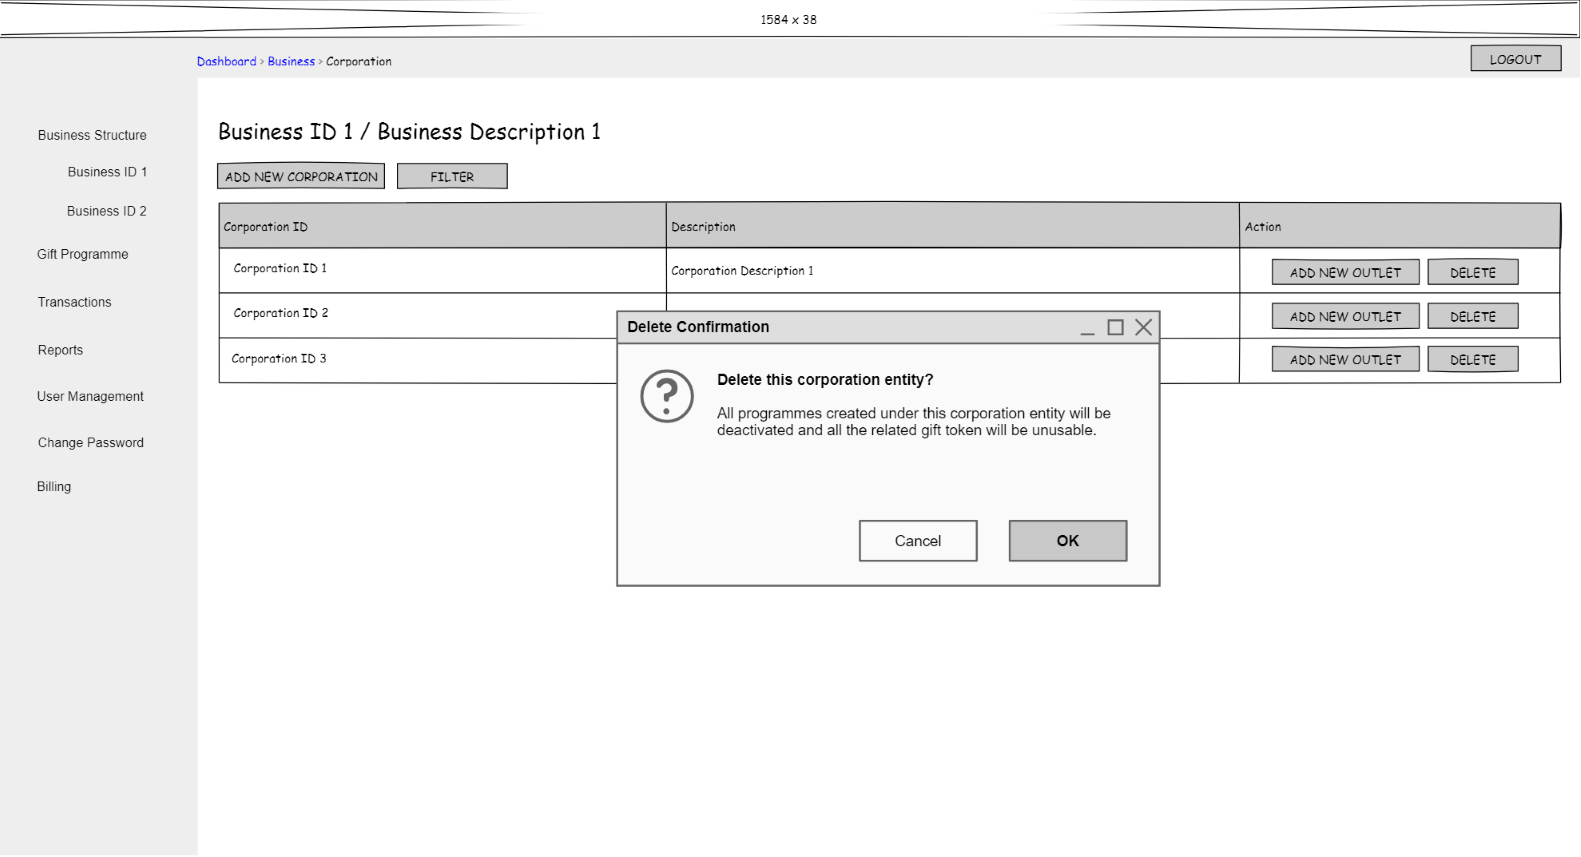 1584 x 38
Dashboard > Business > Corporation
LOGOUT
Business Structure
Business ID 1
Business ID 2
Gift Programme
Transactions
Reports
User Management
Change Password
Billing
Business ID 1 / Business Description 1
ADD NEW CORPORATION FILTER
Corporation ID Description Action
Corporation ID 1 Corporation Description 1 ADD NEW OUTLET DELETE
Corporation ID 2 ADD NEW OUTLET DELETE
Corporation ID 3 ADD NEW OUTLET DELETE
Delete Confirmation
Delete this corporation entity?
All programmes created under this corporation entity will be
deactivated and all the related gift token will be unusable.
Cancel OK